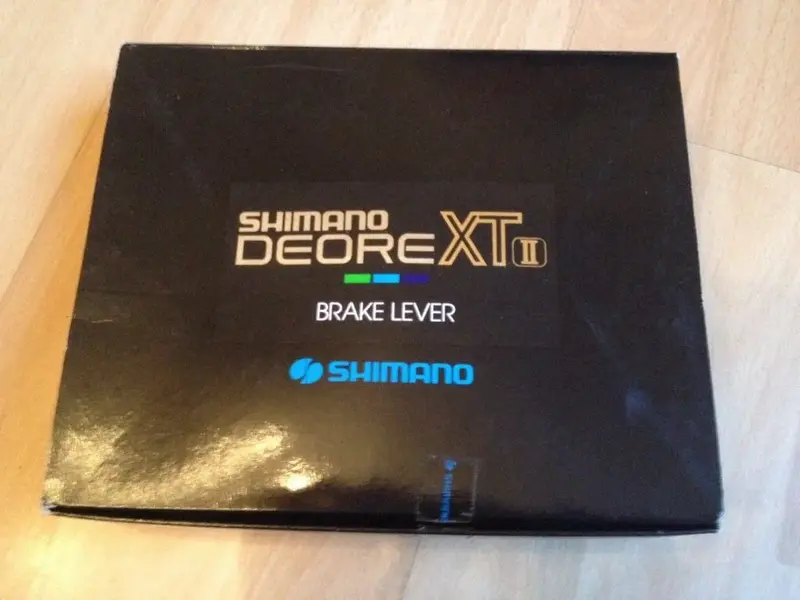 SHIMANO
DEORE XT II
BRAKE LEVER
SHIMANO